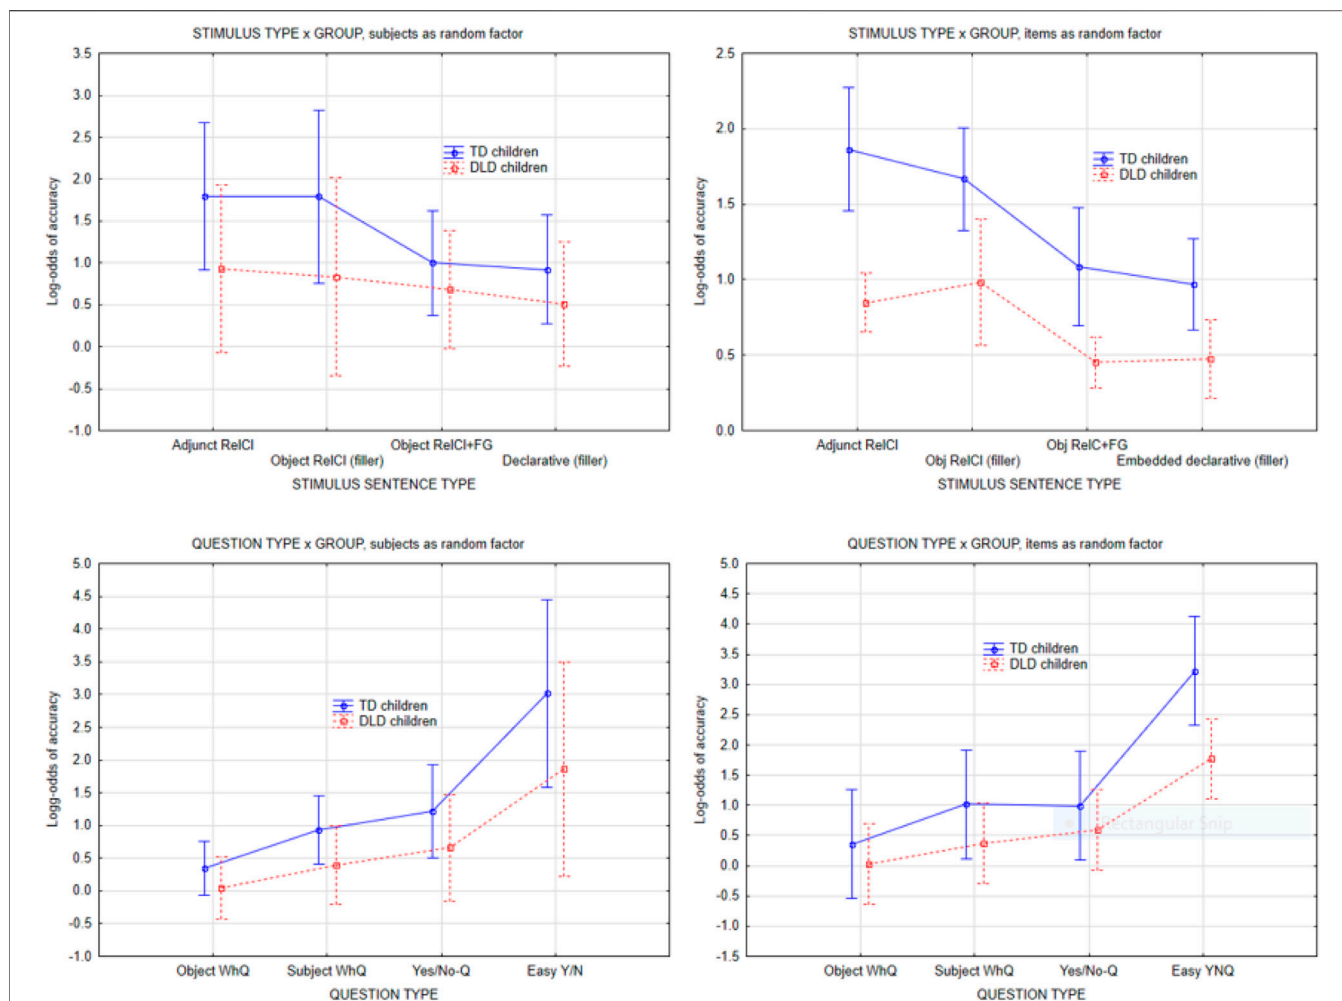 STIMULUS TYPE x GROUP, subjects as random factor
3.5
3.0
2.5
2.0
1.5
1.0
0.5
0.0
-0.5
-1.0
Log-odds of accuracy
TD children
DLD children
Adjunct RelCl
Object RelCl+FG
Object RelCl (filler)
Declarative (filler)
STIMULUS SENTENCE TYPE
STIMULUS TYPE x GROUP, items as random factor
2.5
2.0
1.5
1.0
0.5
0.0
Log-odds of accuracy
TD children
DLD children
Adjunct RelCl
Obj RelC+FG
Obj RelCl (filler)
Embedded declarative (filler)
STIMULUS SENTENCE TYPE
QUESTION TYPE x GROUP, subjects as random factor
5.0
4.5
4.0
3.5
3.0
2.5
2.0
1.5
1.0
0.5
0.0
-0.5
-1.0
Logg-odds of accuracy
TD children
DLD children
Object WhQ
Subject WhQ
Yes/No-Q
Easy Y/N
QUESTION TYPE
QUESTION TYPE x GROUP, items as random factor
5.0
4.5
4.0
3.5
3.0
2.5
2.0
1.5
1.0
0.5
0.0
-0.5
-1.0
-1.5
Log-odds of accuracy
TD children
DLD children
Rectangular Snip
Object WhQ
Subject WhQ
Yes/No-Q
Easy YNQ
QUESTION TYPE